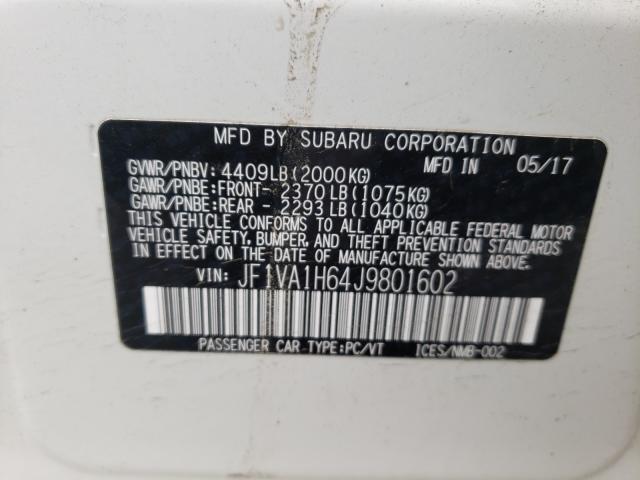 MFD BY SUBARU CORPORATION
MFD IN 05/17
GVWR/PNBV: 4409LB(2000KG)
GAWR/PNBE:FRONT- 2370LB(1075KG)
GAWR/PNBE:REAR - 2293LB(1040KG)
THIS VEHICLE CONFORMS TO ALL APPLICABLE FEDERAL MOTOR
VEHICLE SAFETY, BUMPER, AND THEFT PREVENTION STANDARDS
IN EFFECT ON THE DATE OF MANUFACTURE SHOWN ABOVE.
VIN: JF1VA1H64J9801602
PASSENGER CAR-TYPE:PC/VT ICES/NMB-002